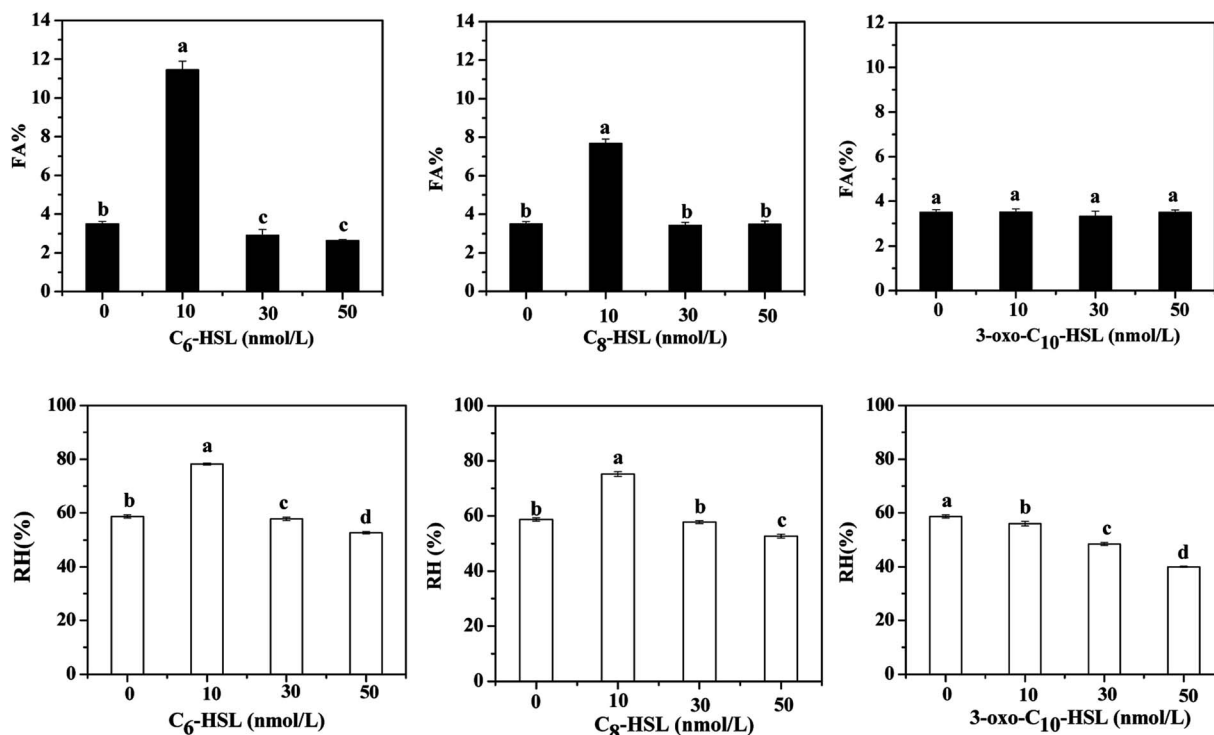 14
12
10
8
6
4
2
0
FA%
b
a
c
c
0 10 30 50
C6-HSL (nmol/L)
14
12
10
8
6
4
2
0
FA%
b
a
b
b
0 10 30 50
C8-HSL (nmol/L)
12
10
8
6
4
2
0
FA(%)
a
a
a
a
0 10 30 50
3-oxo-C10-HSL (nmol/L)
100
80
60
40
20
0
RH(%)
b
a
c
d
0 10 30 50
C6-HSL (nmol/L)
100
80
60
40
20
0
RH (%)
b
a
b
c
0 10 30 50
C8-HSL (nmol/L)
100
80
60
40
20
0
RH(%)
a
b
c
d
0 10 30 50
3-oxo-C10-HSL (nmol/L)